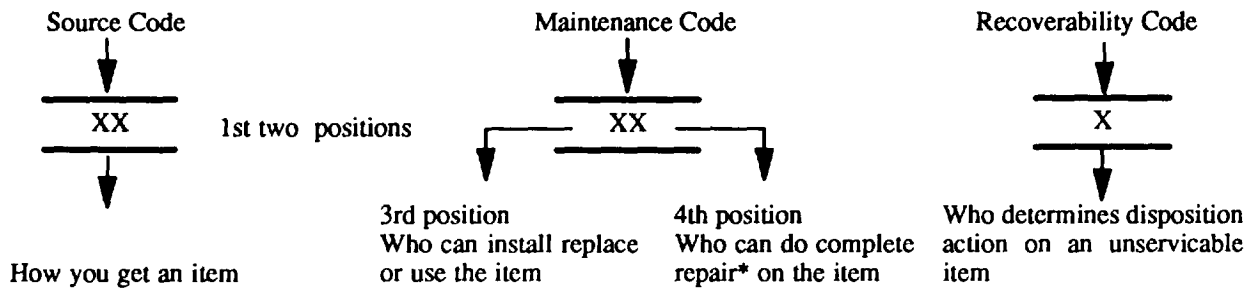 Source Code
Maintenance Code
Recoverability Code
XX
1st two positions
XX
X
How you get an item
3rd position
Who can install replace
or use the item
4th position
Who can do complete
repair* on the item
Who determines disposition
action on an unservicable
item